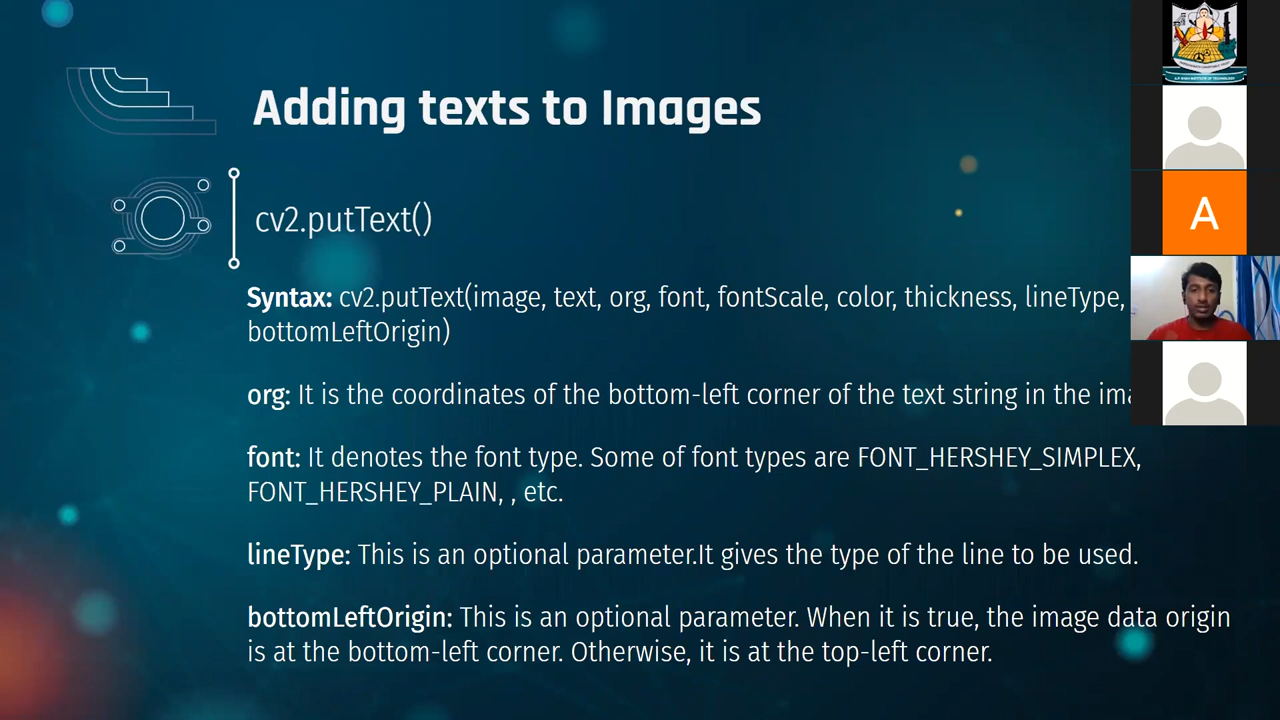 Adding texts to Images
cv2.putText()
Syntax: cv2.putText(image, text, org, font, fontScale, color, thickness, lineType,
bottomLeftOrigin)
org: It is the coordinates of the bottom-left corner of the text string in the
font: It denotes the font type. Some of font types are FONT_HERSHEY_SIMPLEX,
FONT_HERSHEY_PLAIN, , etc.
lineType: This is an optional parameter.It gives the type of the line to be used.
bottomLeftOrigin: This is an optional parameter. When it is true, the image data origin
is at the bottom-left corner. Otherwise, it is at the top-left corner.
A